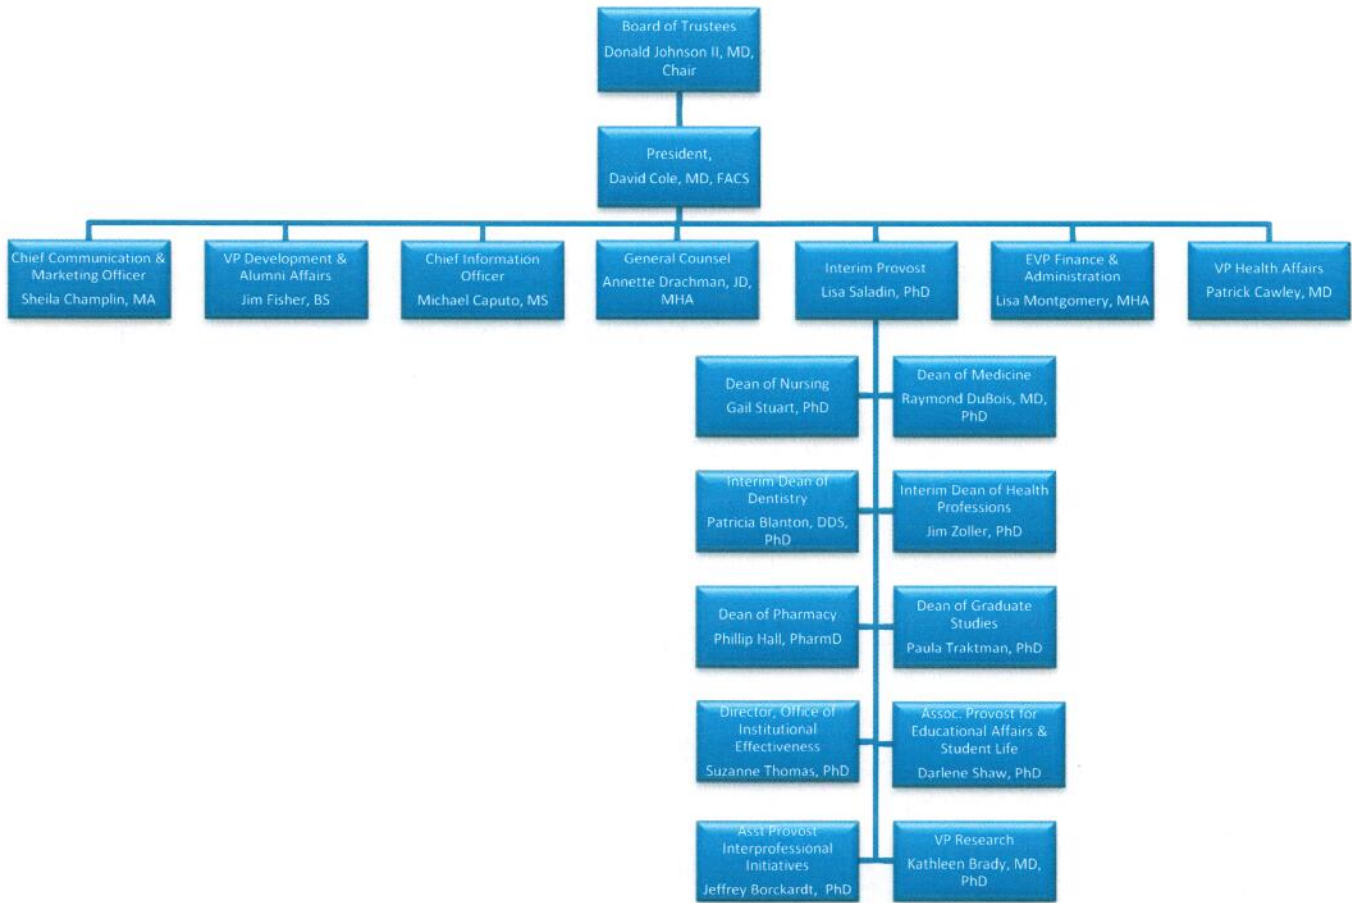 Board of Trustees
Donald Johnson II, MD,
Chair
President,
David Cole, MD, FACS
Chief Communication &
Marketing Officer
Sheila Champlin, MA
VP Development &
Alumni Affairs
Jim Fisher, BS
Chief Information
Officer
Michael Caputo, MS
General Counsel
Annette Drachman, JD,
MHA
Interim Provost
Lisa Saladin, PhD
EVP Finance &
Administration
Lisa Montgomery, MHA
VP Health Affairs
Patrick Cawley, MD
Dean of Nursing
Gail Stuart, PhD
Dean of Medicine
Raymond DuBois, MD,
PhD
Interim Dean of
Dentistry
Patricia Blanton, DDS,
PhD
Interim Dean of Health
Professions
Jim Zoller, PhD
Dean of Pharmacy
Phillip Hall, PharmD
Dean of Graduate
Studies
Paula Traktman, PhD
Director, Office of
Institutional
Effectiveness
Suzanne Thomas, PhD
Assoc. Provost for
Educational Affairs &
Student Life
Darlene Shaw, PhD
Asst Provost
Interprofessional
Initiatives
Jeffrey Borckardt, PhD
VP Research
Kathleen Brady, MD,
PhD